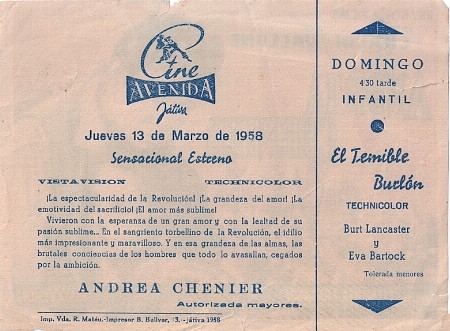 Cine
AVENIDA
Játiva
Jueves 13 de Marzo de 1958
Sensacional Estreno
VISTAVISION TECHNICOLOR
¡La espectacularidad de la Revolución! ¡La grandeza del amor! ¡La
emotividad del sacrificio! ¡El amor más sublime!
Vivieron con la esperanza de un gran amor y con la lealtad de su
pasión sublime... En el sangriento torbellino de la Revolución, el idilio
más impresionante y maravilloso. Y en esa grandeza de las almas, las
brutales conciencias de los hombres que todo lo avasallan, cegados
por la ambición.
ANDREA CHENIER
Autorizada mayores.
Imp. Vda. R. Matéu.-Impresor B. Bolívar, 13.-játiva 1958
DOMINGO
4'30 tarde
INFANTIL
El Temible
Burlón
TECHNICOLOR
Burt Lancaster
y
Eva Bartock
Tolerada menores